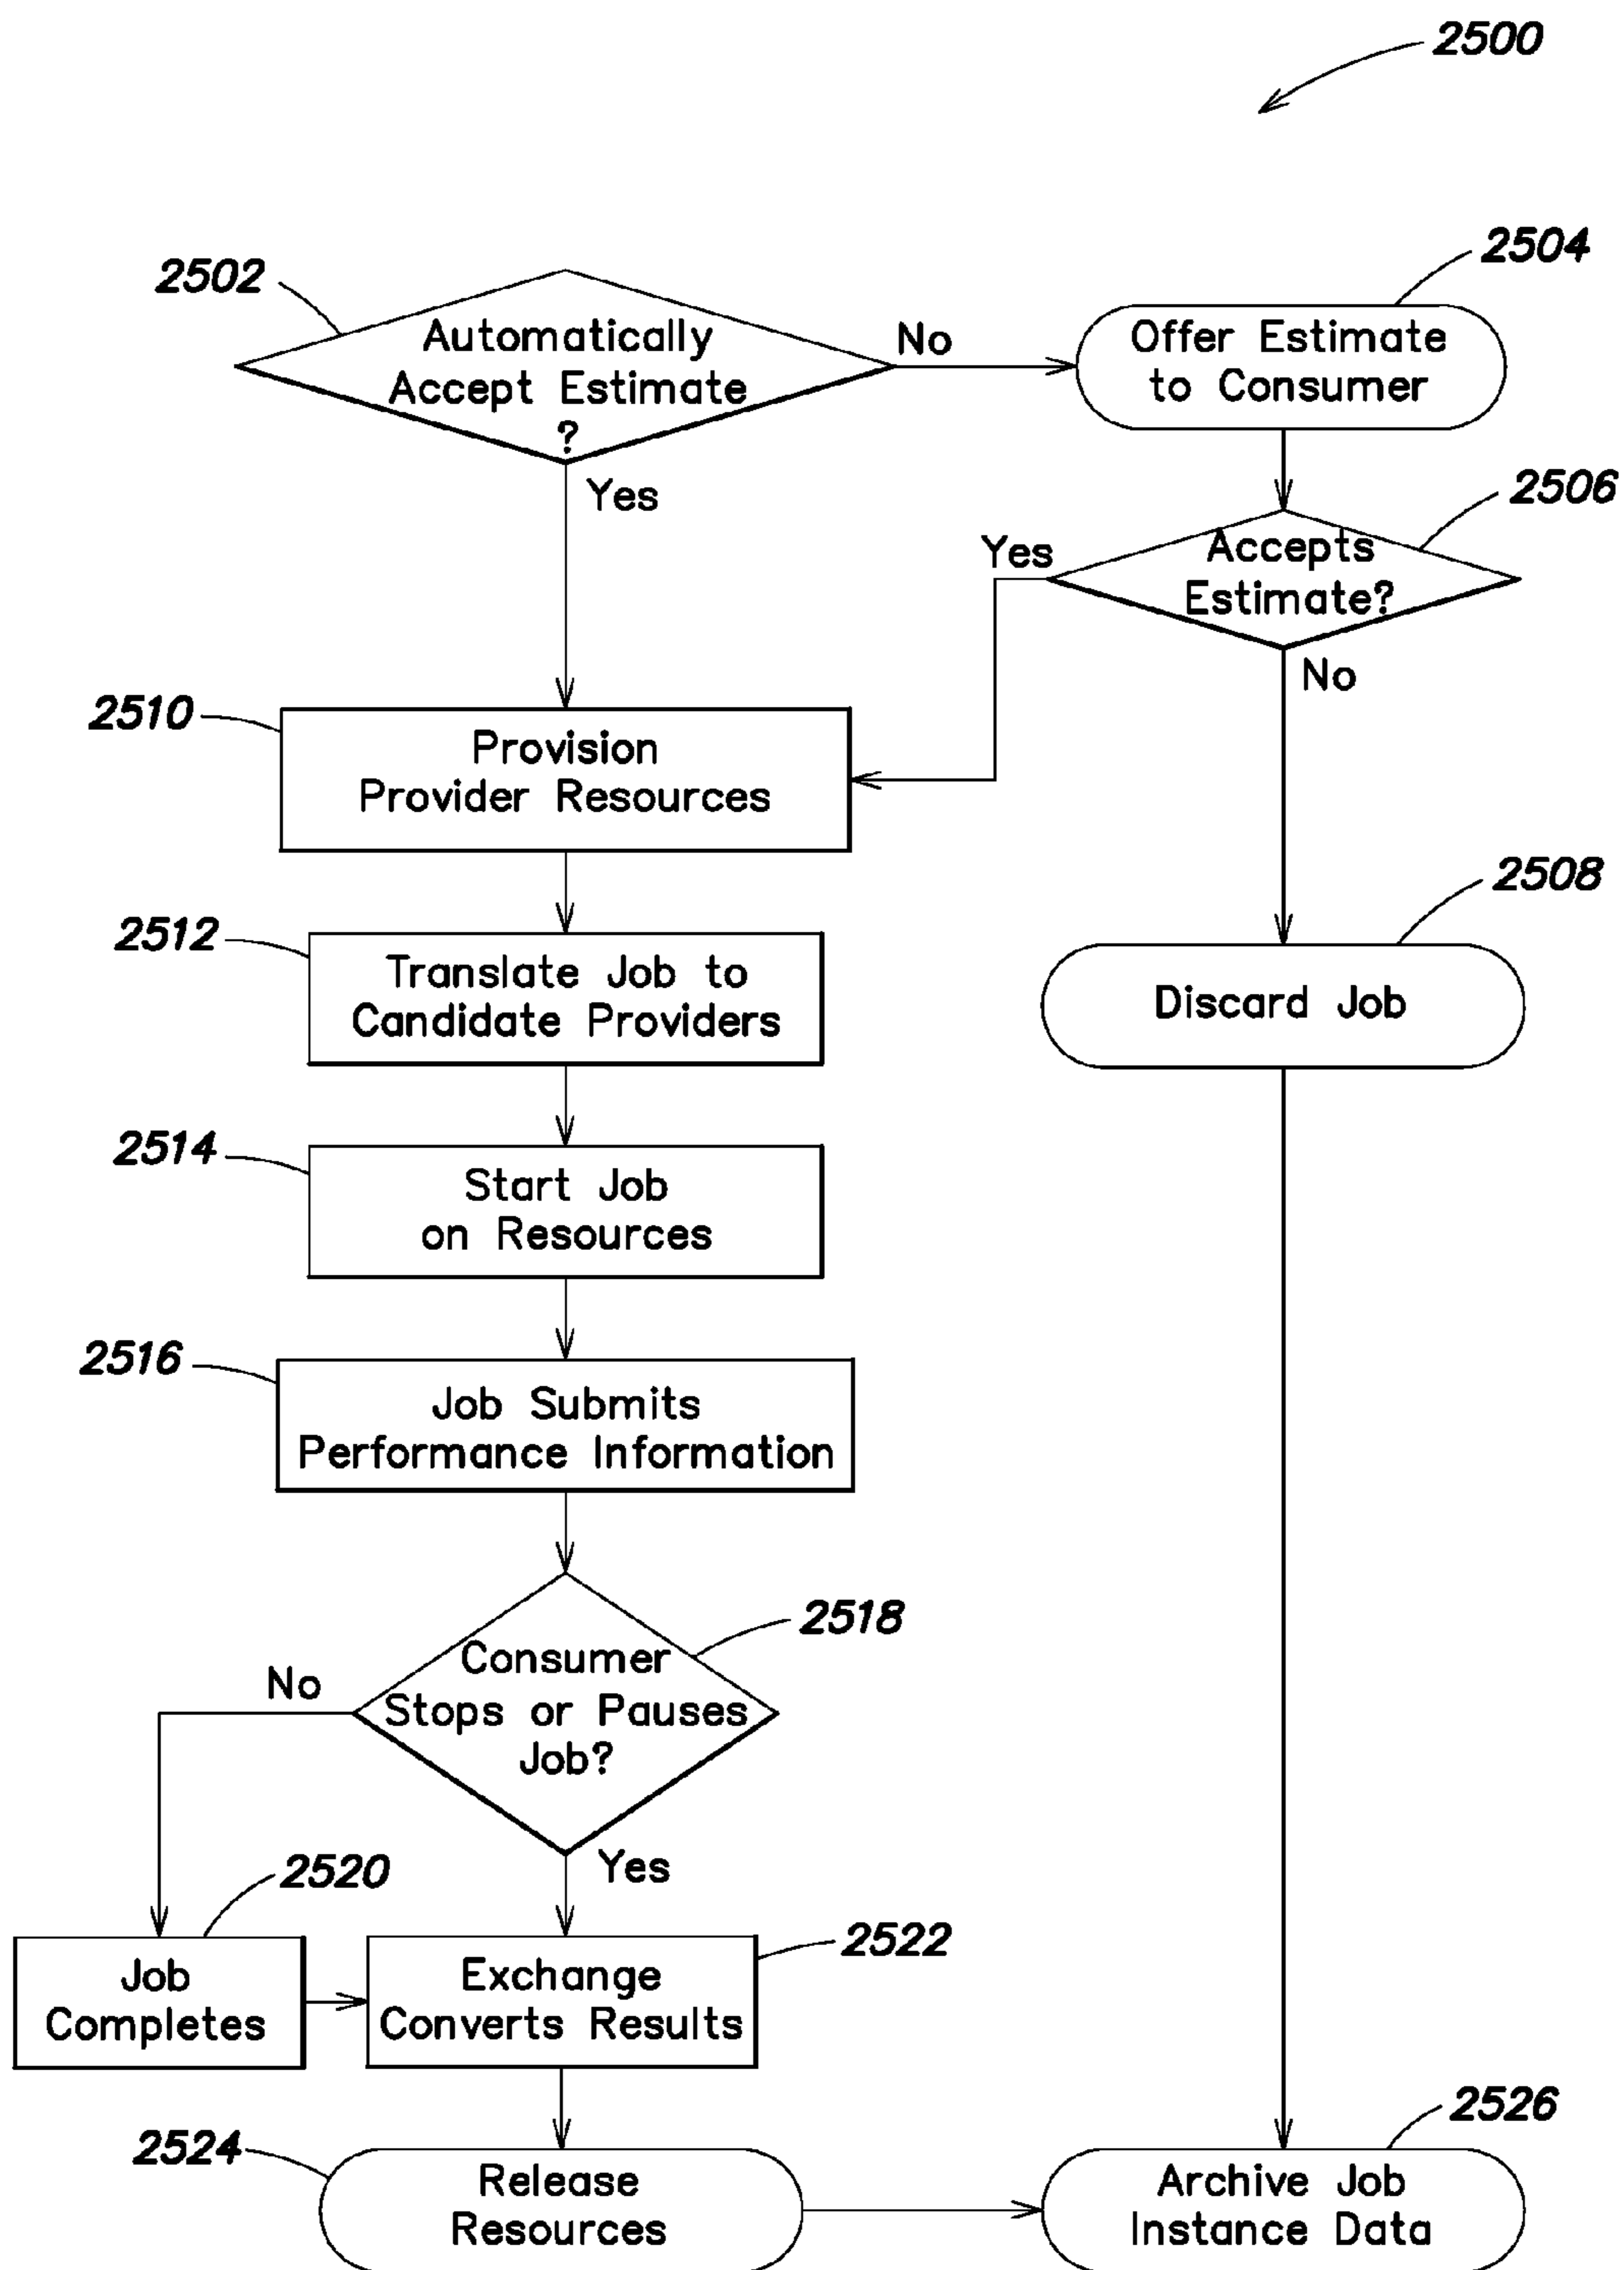 2500
2502
Automatically
Accept Estimate
?
No
Yes
2504
Offer Estimate
to Consumer
2506
Accepts
Estimate?
Yes
No
2510
Provision
Provider Resources
2508
Discard Job
2512
Translate Job to
Candidate Providers
2514
Start Job
on Resources
2516
Job Submits
Performance Information
2518
Consumer
Stops or Pauses
Job?
No
Yes
2520
Job
Completes
2522
Exchange
Converts Results
2524
Release
Resources
2526
Archive Job
Instance Data